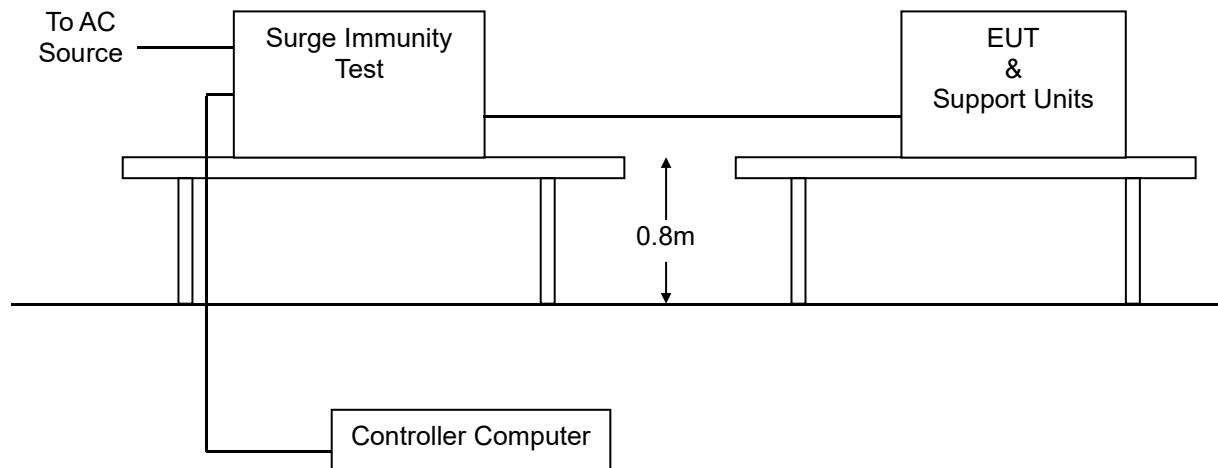 To AC
Source
Surge Immunity
Test
EUT
&
Support Units
0.8m
Controller Computer